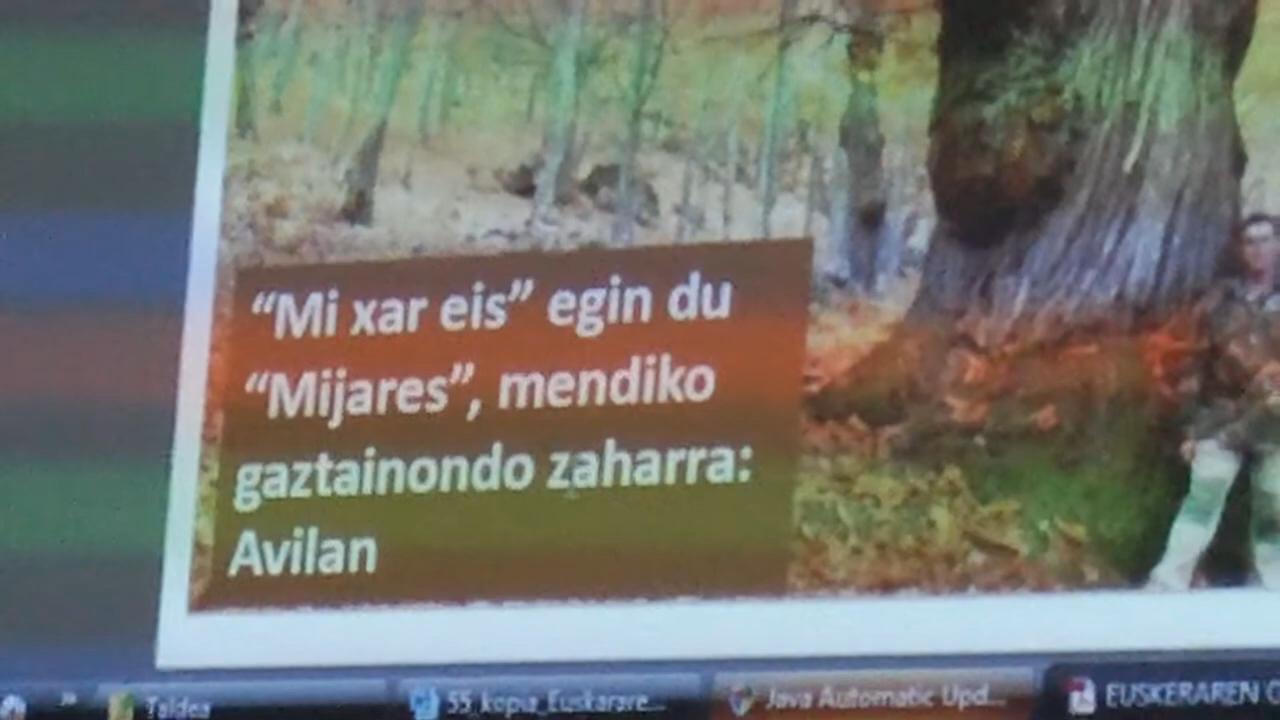 “Mi xar eis” egin du
“Mijares”, mendiko
gaztainondo zaharra:
Avilan
» Taldea 55_kopia_Euskarare... Java Automatic Upd... EUSKERAREN